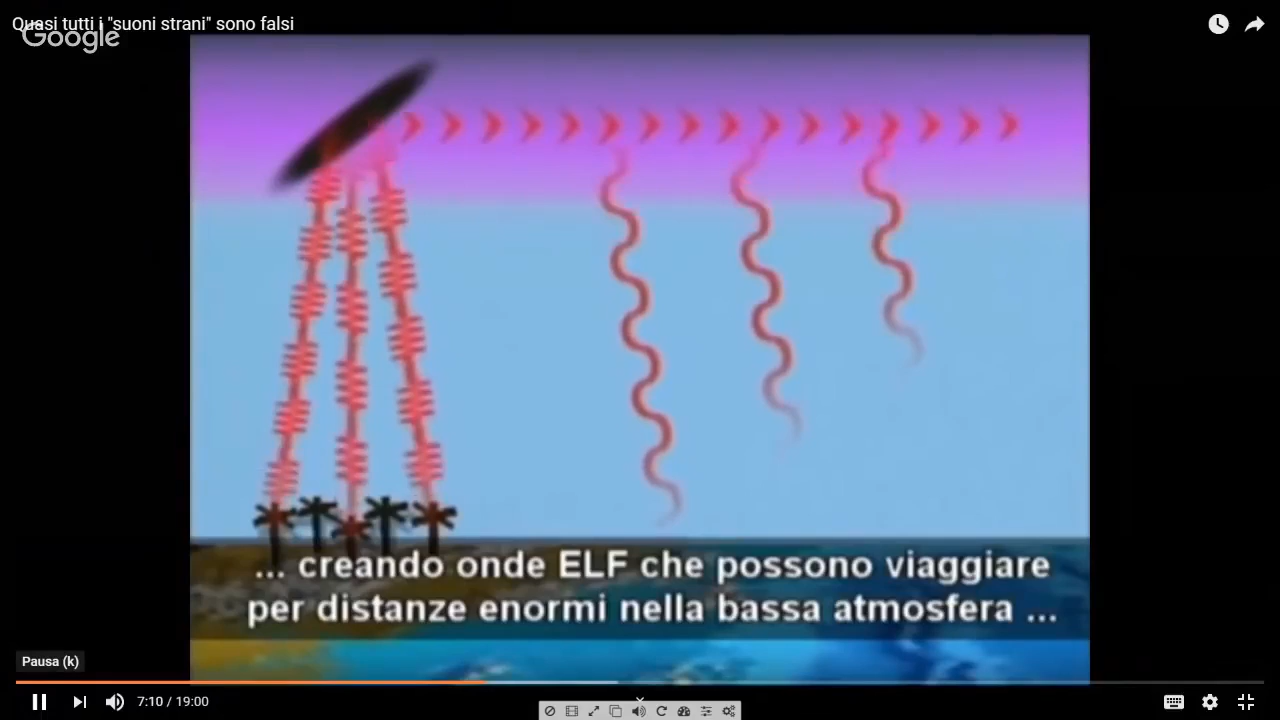 Quasi tutti i "suoni strani" sono falsi
Google
... creando onde ELF che possono viaggiare
per distanze enormi nella bassa atmosfera ...
Pausa (k)
7:10 / 19:00